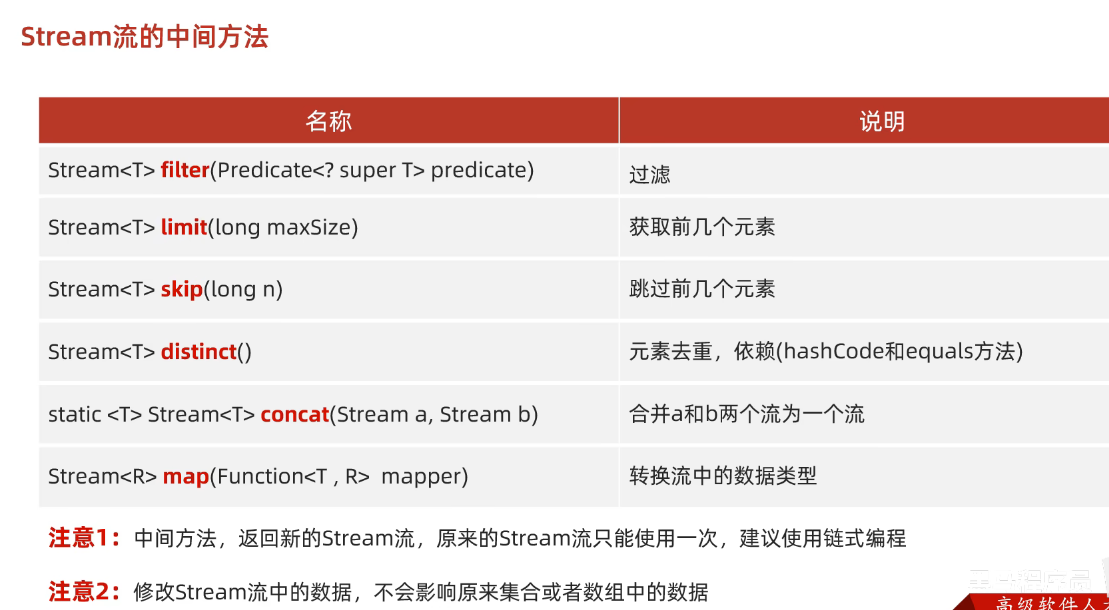 Stream流的中间方法
名称 说明
Stream<T> filter(Predicate<? super T> predicate) 过滤
Stream<T> limit(long maxSize) 获取前几个元素
Stream<T> skip(long n) 跳过前几个元素
Stream<T> distinct() 元素去重，依赖(hashCode和equals方法)
static <T> Stream<T> concat(Stream a, Stream b) 合并a和b两个流为一个流
Stream<R> map(Function<T , R>  mapper) 转换流中的数据类型
注意1：中间方法，返回新的Stream流，原来的Stream流只能使用一次，建议使用链式编程
注意2：修改Stream流中的数据，不会影响原来集合或者数组中的数据
高级软件人